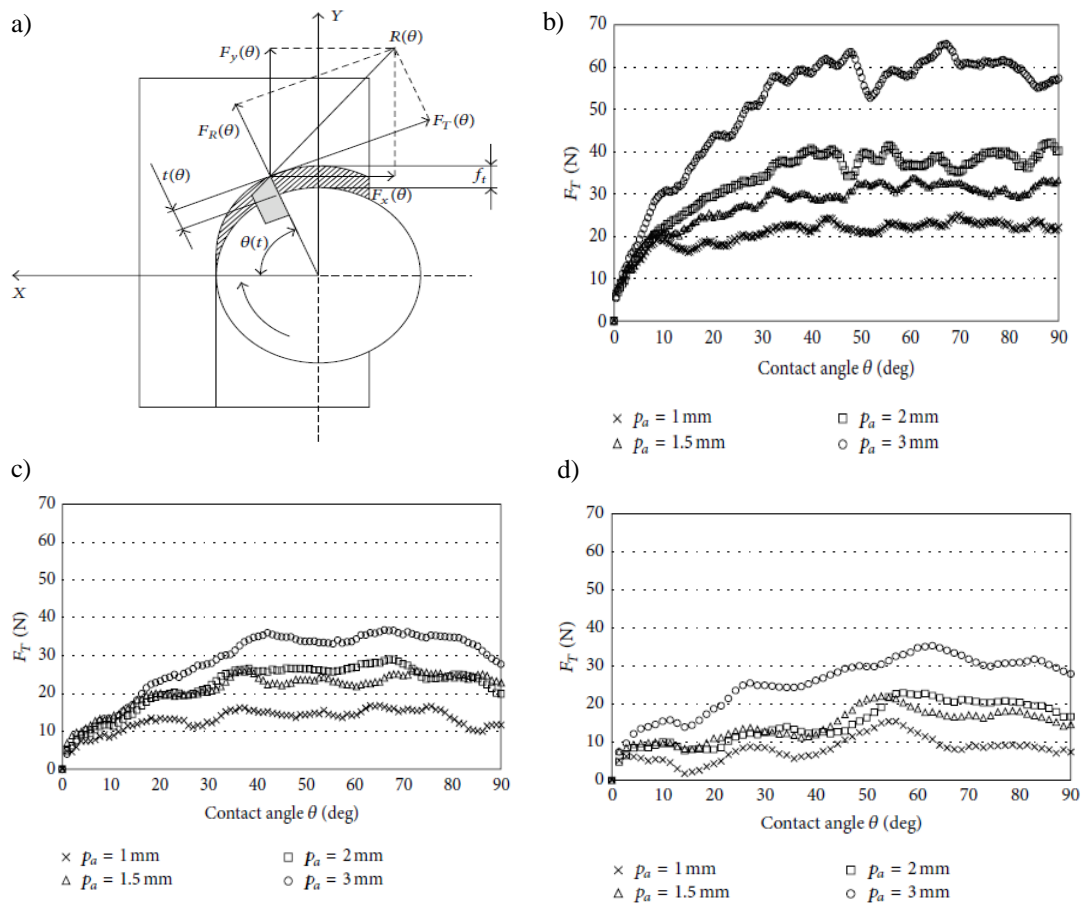 a)
Y
F_y(θ)
R(θ)
F_R(θ)
F_T(θ)
t(θ)
f_t
F_x(θ)
θ(t)
X
b)
70
60
50
40
30
20
10
0
F_T (N)
0 10 20 30 40 50 60 70 80 90
Contact angle θ (deg)
p_a = 1 mm p_a = 2 mm
p_a = 1.5 mm p_a = 3 mm
c)
70
60
50
40
30
20
10
0
F_T (N)
0 10 20 30 40 50 60 70 80 90
Contact angle θ (deg)
p_a = 1 mm p_a = 2 mm
p_a = 1.5 mm p_a = 3 mm
d)
70
60
50
40
30
20
10
0
F_T (N)
0 10 20 30 40 50 60 70 80 90
Contact angle θ (deg)
p_a = 1 mm p_a = 2 mm
p_a = 1.5 mm p_a = 3 mm